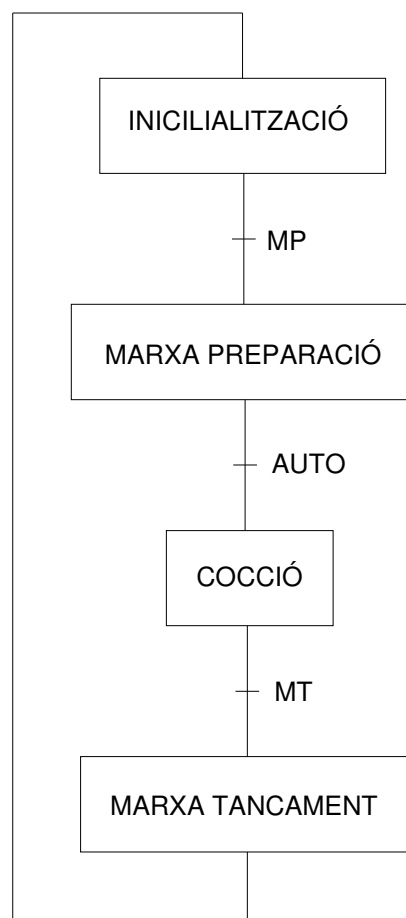 INICILIALITZACIÓ
MP
MARXA PREPARACIÓ
AUTO
COCCIÓ
MT
MARXA TANCAMENT